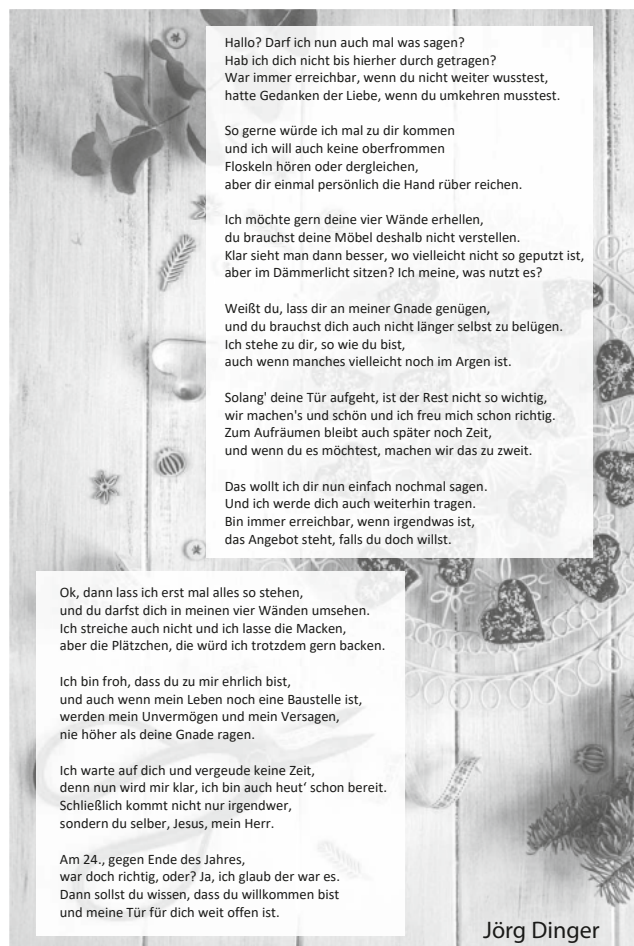 Hallo? Darf ich nun auch mal was sagen?
Hab ich dich nicht bis hierher durch getragen?
War immer erreichbar, wenn du nicht weiter wusstest,
hatte Gedanken der Liebe, wenn du umkehren musstest.

So gerne würde ich mal zu dir kommen
und ich will auch keine oberfrommen
Floskeln hören oder dergleichen,
aber dir einmal persönlich die Hand rüber reichen.

Ich möchte gern deine vier Wände erhellen,
du brauchst deine Möbel deshalb nicht verstellen.
Klar sieht man dann besser, wo vielleicht nicht so geputzt ist,
aber im Dämmerlicht sitzen? Ich meine, was nutzt es?

Weißt du, lass dir an meiner Gnade genügen,
und du brauchst dich auch nicht länger selbst zu belügen.
Ich stehe zu dir, so wie du bist,
auch wenn manches vielleicht noch im Argen ist.

Solang' deine Tür aufgeht, ist der Rest nicht so wichtig,
wir machen's und schön und ich freu mich schon richtig.
Zum Aufräumen bleibt auch später noch Zeit,
und wenn du es möchtest, machen wir das zu zweit.

Das wollt ich dir nun einfach nochmal sagen.
Und ich werde dich auch weiterhin tragen.
Bin immer erreichbar, wenn irgendwas ist,
das Angebot steht, falls du doch willst.

Ok, dann lass ich erst mal alles so stehen,
und du darfst dich in meinen vier Wänden umsehen.
Ich streiche auch nicht und ich lasse die Macken,
aber die Plätzchen, die würd ich trotzdem gern backen.

Ich bin froh, dass du zu mir ehrlich bist,
und auch wenn mein Leben noch eine Baustelle ist,
werden mein Unvermögen und mein Versagen,
nie höher als deine Gnade ragen.

Ich warte auf dich und vergeude keine Zeit,
denn nun wird mir klar, ich bin auch heut‘ schon bereit.
Schließlich kommt nicht nur irgendwer,
sondern du selber, Jesus, mein Herr.

Am 24., gegen Ende des Jahres,
war doch richtig, oder? Ja, ich glaub der war es.
Dann sollst du wissen, dass du willkommen bist
und meine Tür für dich weit offen ist.

Jörg Dinger